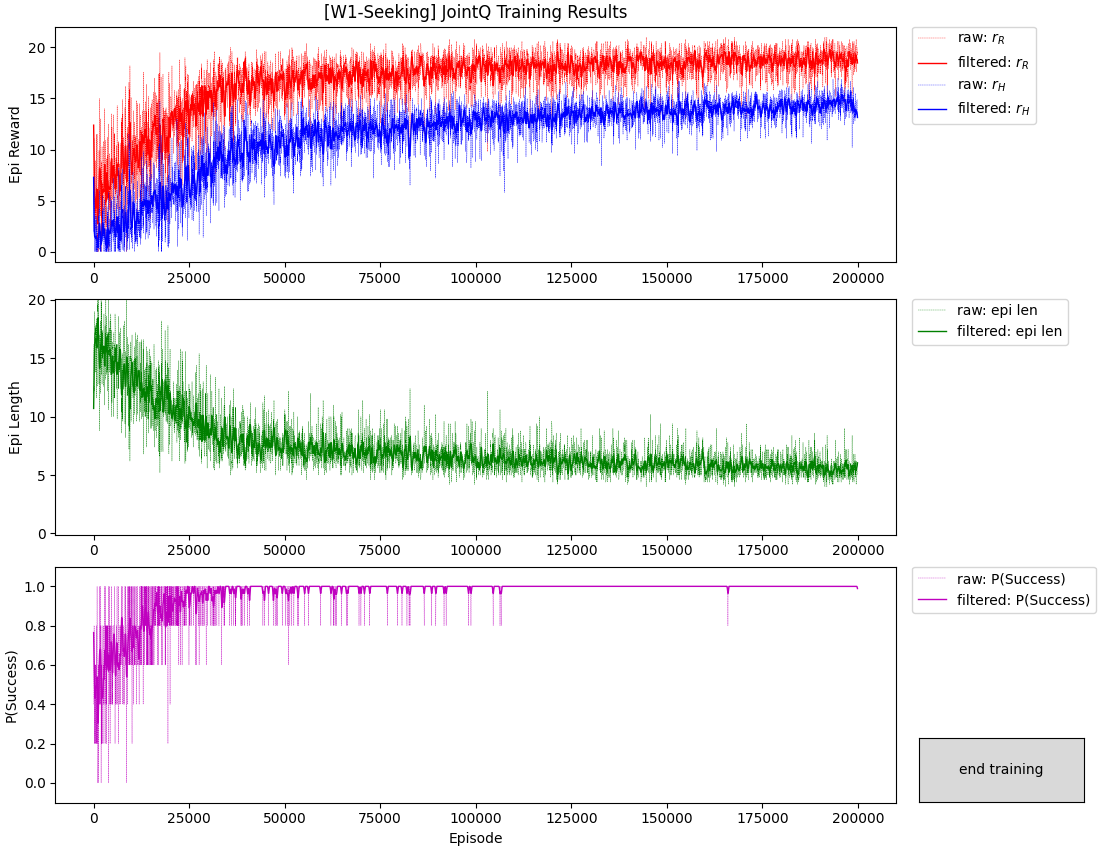 [W1-Seeking] JointQ Training Results
20
15
10
5
0
Epi Reward
0 25000 50000 75000 100000 125000 150000 175000 200000
raw: r_R
filtered: r_R
raw: r_H
filtered: r_H
20
15
10
5
0
Epi Length
0 25000 50000 75000 100000 125000 150000 175000 200000
raw: epi len
filtered: epi len
1.0
0.8
0.6
0.4
0.2
0.0
P(Success)
0 25000 50000 75000 100000 125000 150000 175000 200000
Episode
raw: P(Success)
filtered: P(Success)
end training